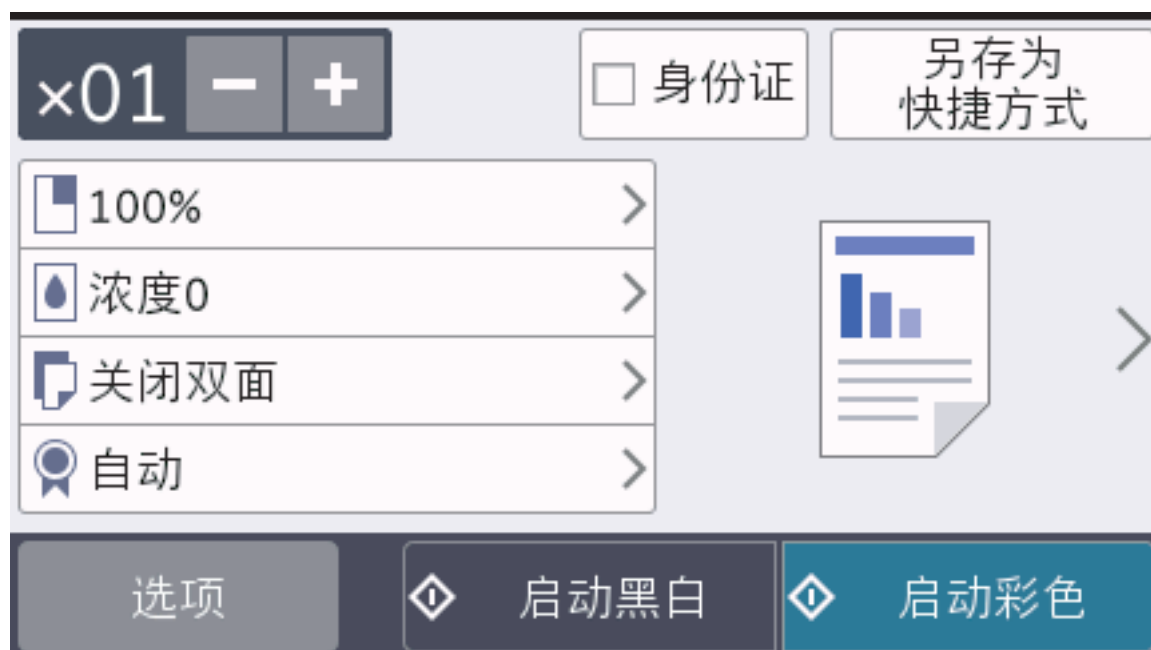 ×01 − +
身份证
另存为
快捷方式
100%
浓度0
关闭双面
自动
选项
启动黑白
启动彩色